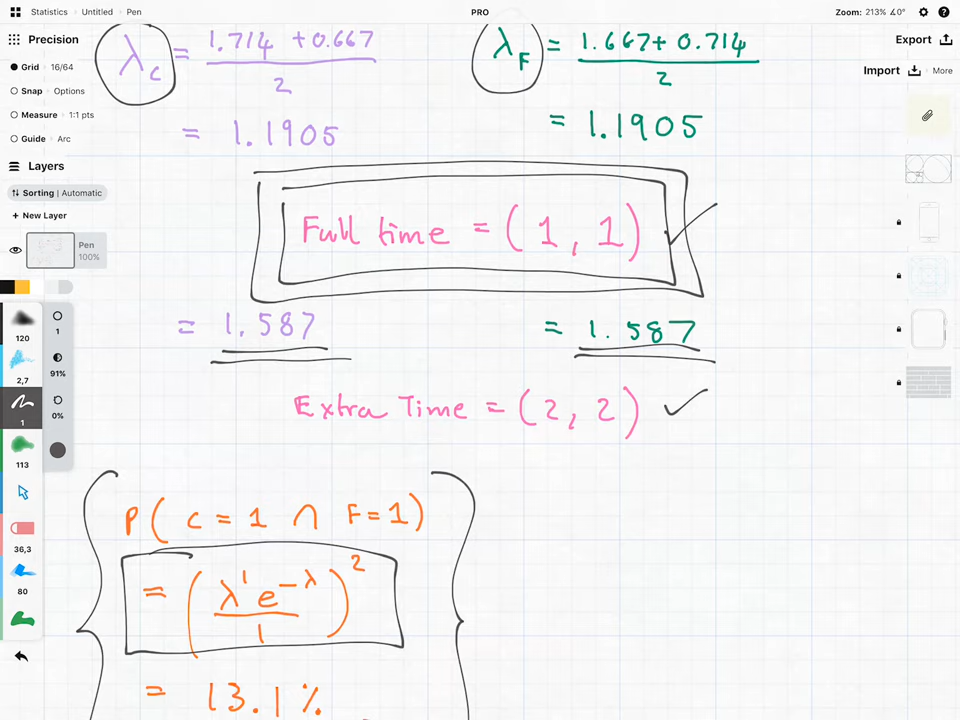 Statistics | Untitled | Pen
PRO
Zoom: 213% ∠0°
Precision
Grid | 16/64
Snap | Options
Measure | 1:1 pts
Guide | Arc
Layers
Sorting | Automatic
+ New Layer
Pen
100%
120
2,7
1
113
36,3
80
1
91%
0%
Export
Import
More
λC = (1.714 + 0.667) / 2
= 1.1905
λF = (1.667 + 0.714) / 2
= 1.1905
Full time = (1, 1)
= 1.587
= 1.587
Extra Time = (2, 2)
P( C = 1 ∩ F = 1)
= (λ¹ e^-λ / 1)²
= 13.1 %